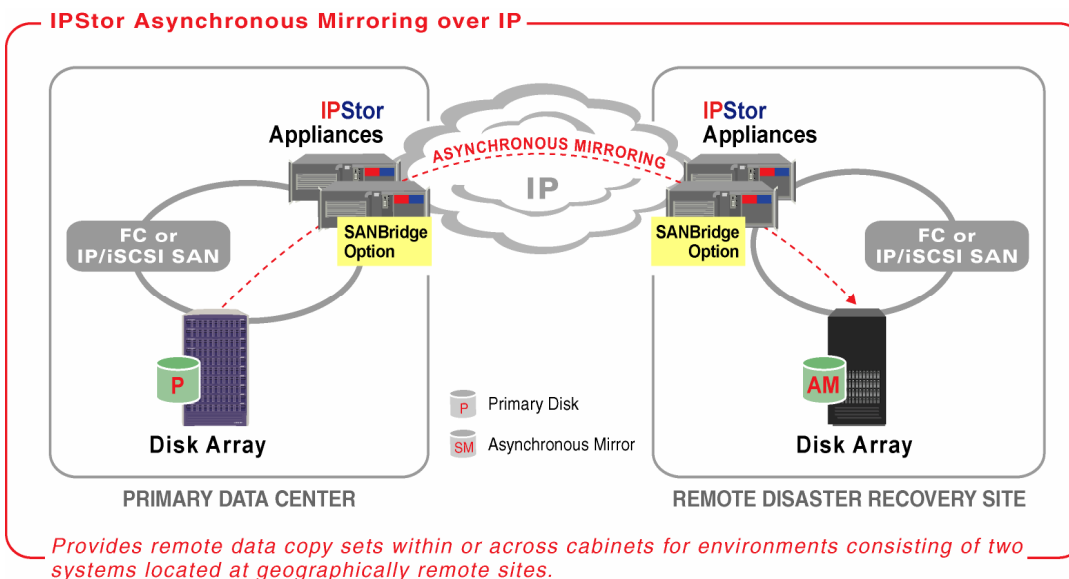 IPStor Asynchronous Mirroring over IP
IPStor
Appliances
ASYNCHRONOUS MIRRORING
IP
SANBridge
Option
FC or
IP/iSCSI SAN
P
Disk Array
PRIMARY DATA CENTER
P Primary Disk
SM Asynchronous Mirror
IPStor
Appliances
SANBridge
Option
FC or
IP/iSCSI SAN
AM
Disk Array
REMOTE DISASTER RECOVERY SITE
Provides remote data copy sets within or across cabinets for environments consisting of two
systems located at geographically remote sites.